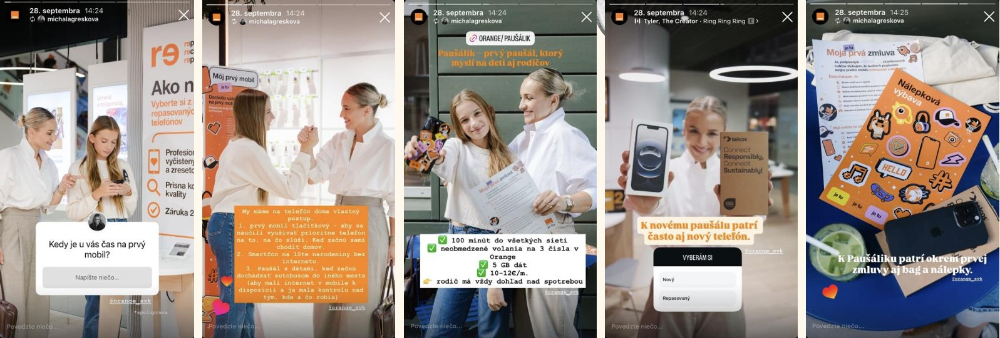 28. septembra 14:24
michalagreskova
re
Ako n
Vyberte si z
repasovaných
telefónov
Profesion
vyčistený
a zreseto
Prísna ko
kvality
Záruka 2
Umelá
inteligencia,
Kedy je u vás čas na prvý
mobil?
Napíšte niečo...
@orange_svk
*spolupraca
Povedzte niečo...
28. septembra 14:24
michalagreskova
Môj prvý mobil
je tu
My máme na telefón doma vlastný
postup.
1. prvý mobil tlačítkový - aby sa
naučili využívať prioritne telefón
na to, na čo slúži. Keď začnú sami
chodiť domov.
2. Smartfón na 10te narodeniny bez
internetu.
3. Paušál s dátami, keď začnú
dochádzať autobusom do iného mesta
(aby mali internet v mobile k
dispozícii a ja mala kontrolu nad
tým, kde a čo robia)
@orange_svk
Povedzte niečo...
28. septembra 14:24
michalagreskova
ORANGE/ PAUŠÁLIK
Paušálik – prvý paušál, ktorý
myslí na deti aj rodičov
Moja prvá zmluva
100 minút do všetkých sietí
neobmedzené volania na 3 čísla v
Orange
5 GB dát
10-12€/m.
rodič má vždy dohľad nad spotrebou
@orange_svk
Povedzte niečo...
28. septembra 14:24
Tyler, The Creator · Ring Ring Ring E >
telcos
Connect
Responsibly,
Connect
Sustainably!
ESG
K novému paušálu patrí
často aj nový telefón.
@orange_svk
VYBERÁM SI
Nový
Repasovaný
Povedzte niečo...
28. septembra 14:25
michalagreskova
je tu
Moja prvá zmluva
Nálepková
výbava
HELLO
je tu
je tu
je tu
K Paušáliku patrí okrem prvej
zmluvy aj bag a nálepky.
@orange_svk
Povedzte niečo...